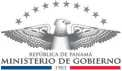 REPÚBLICA DE PANAMÁ
MINISTERIO DE GOBIERNO